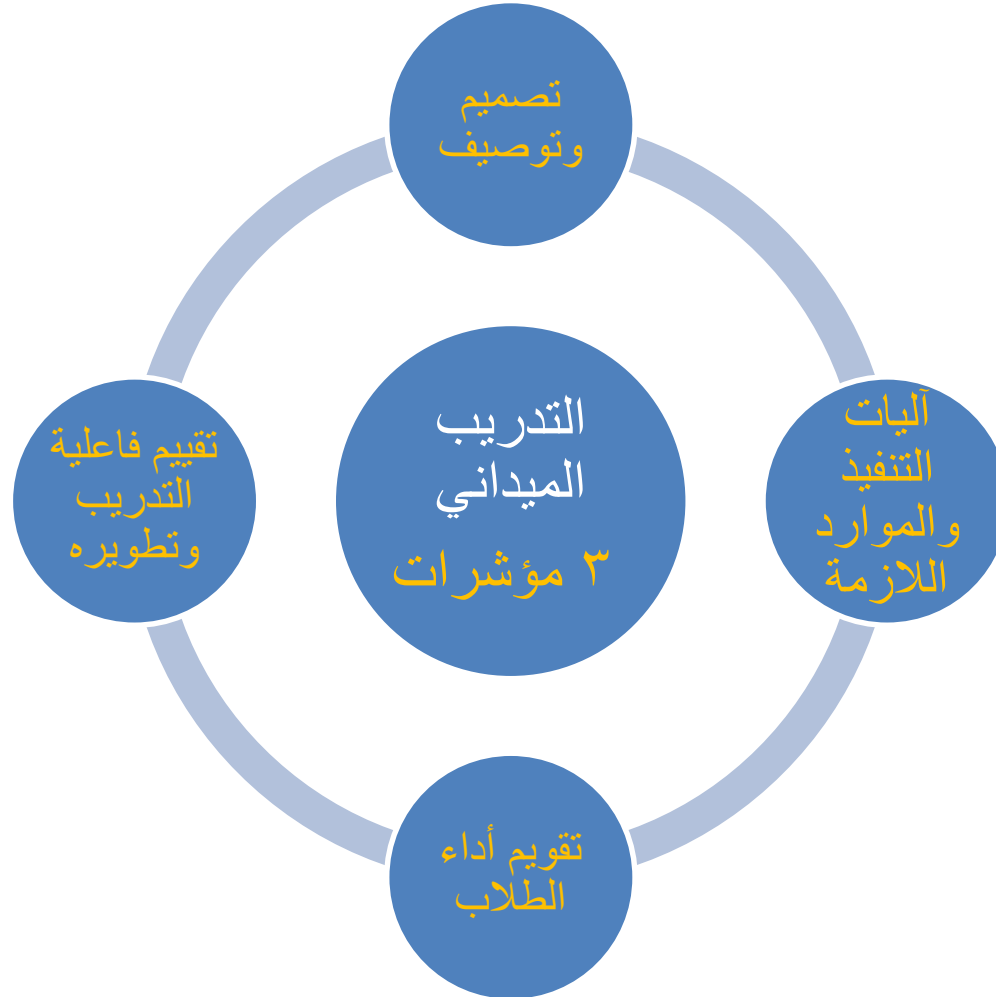 تصميم
وتوصيف
آليات
التنفيذ
والموارد
اللازمة
التدريب
الميداني
٣ مؤشرات
تقييم فاعلية
التدريب
وتطويره
تقويم أداء
الطلاب